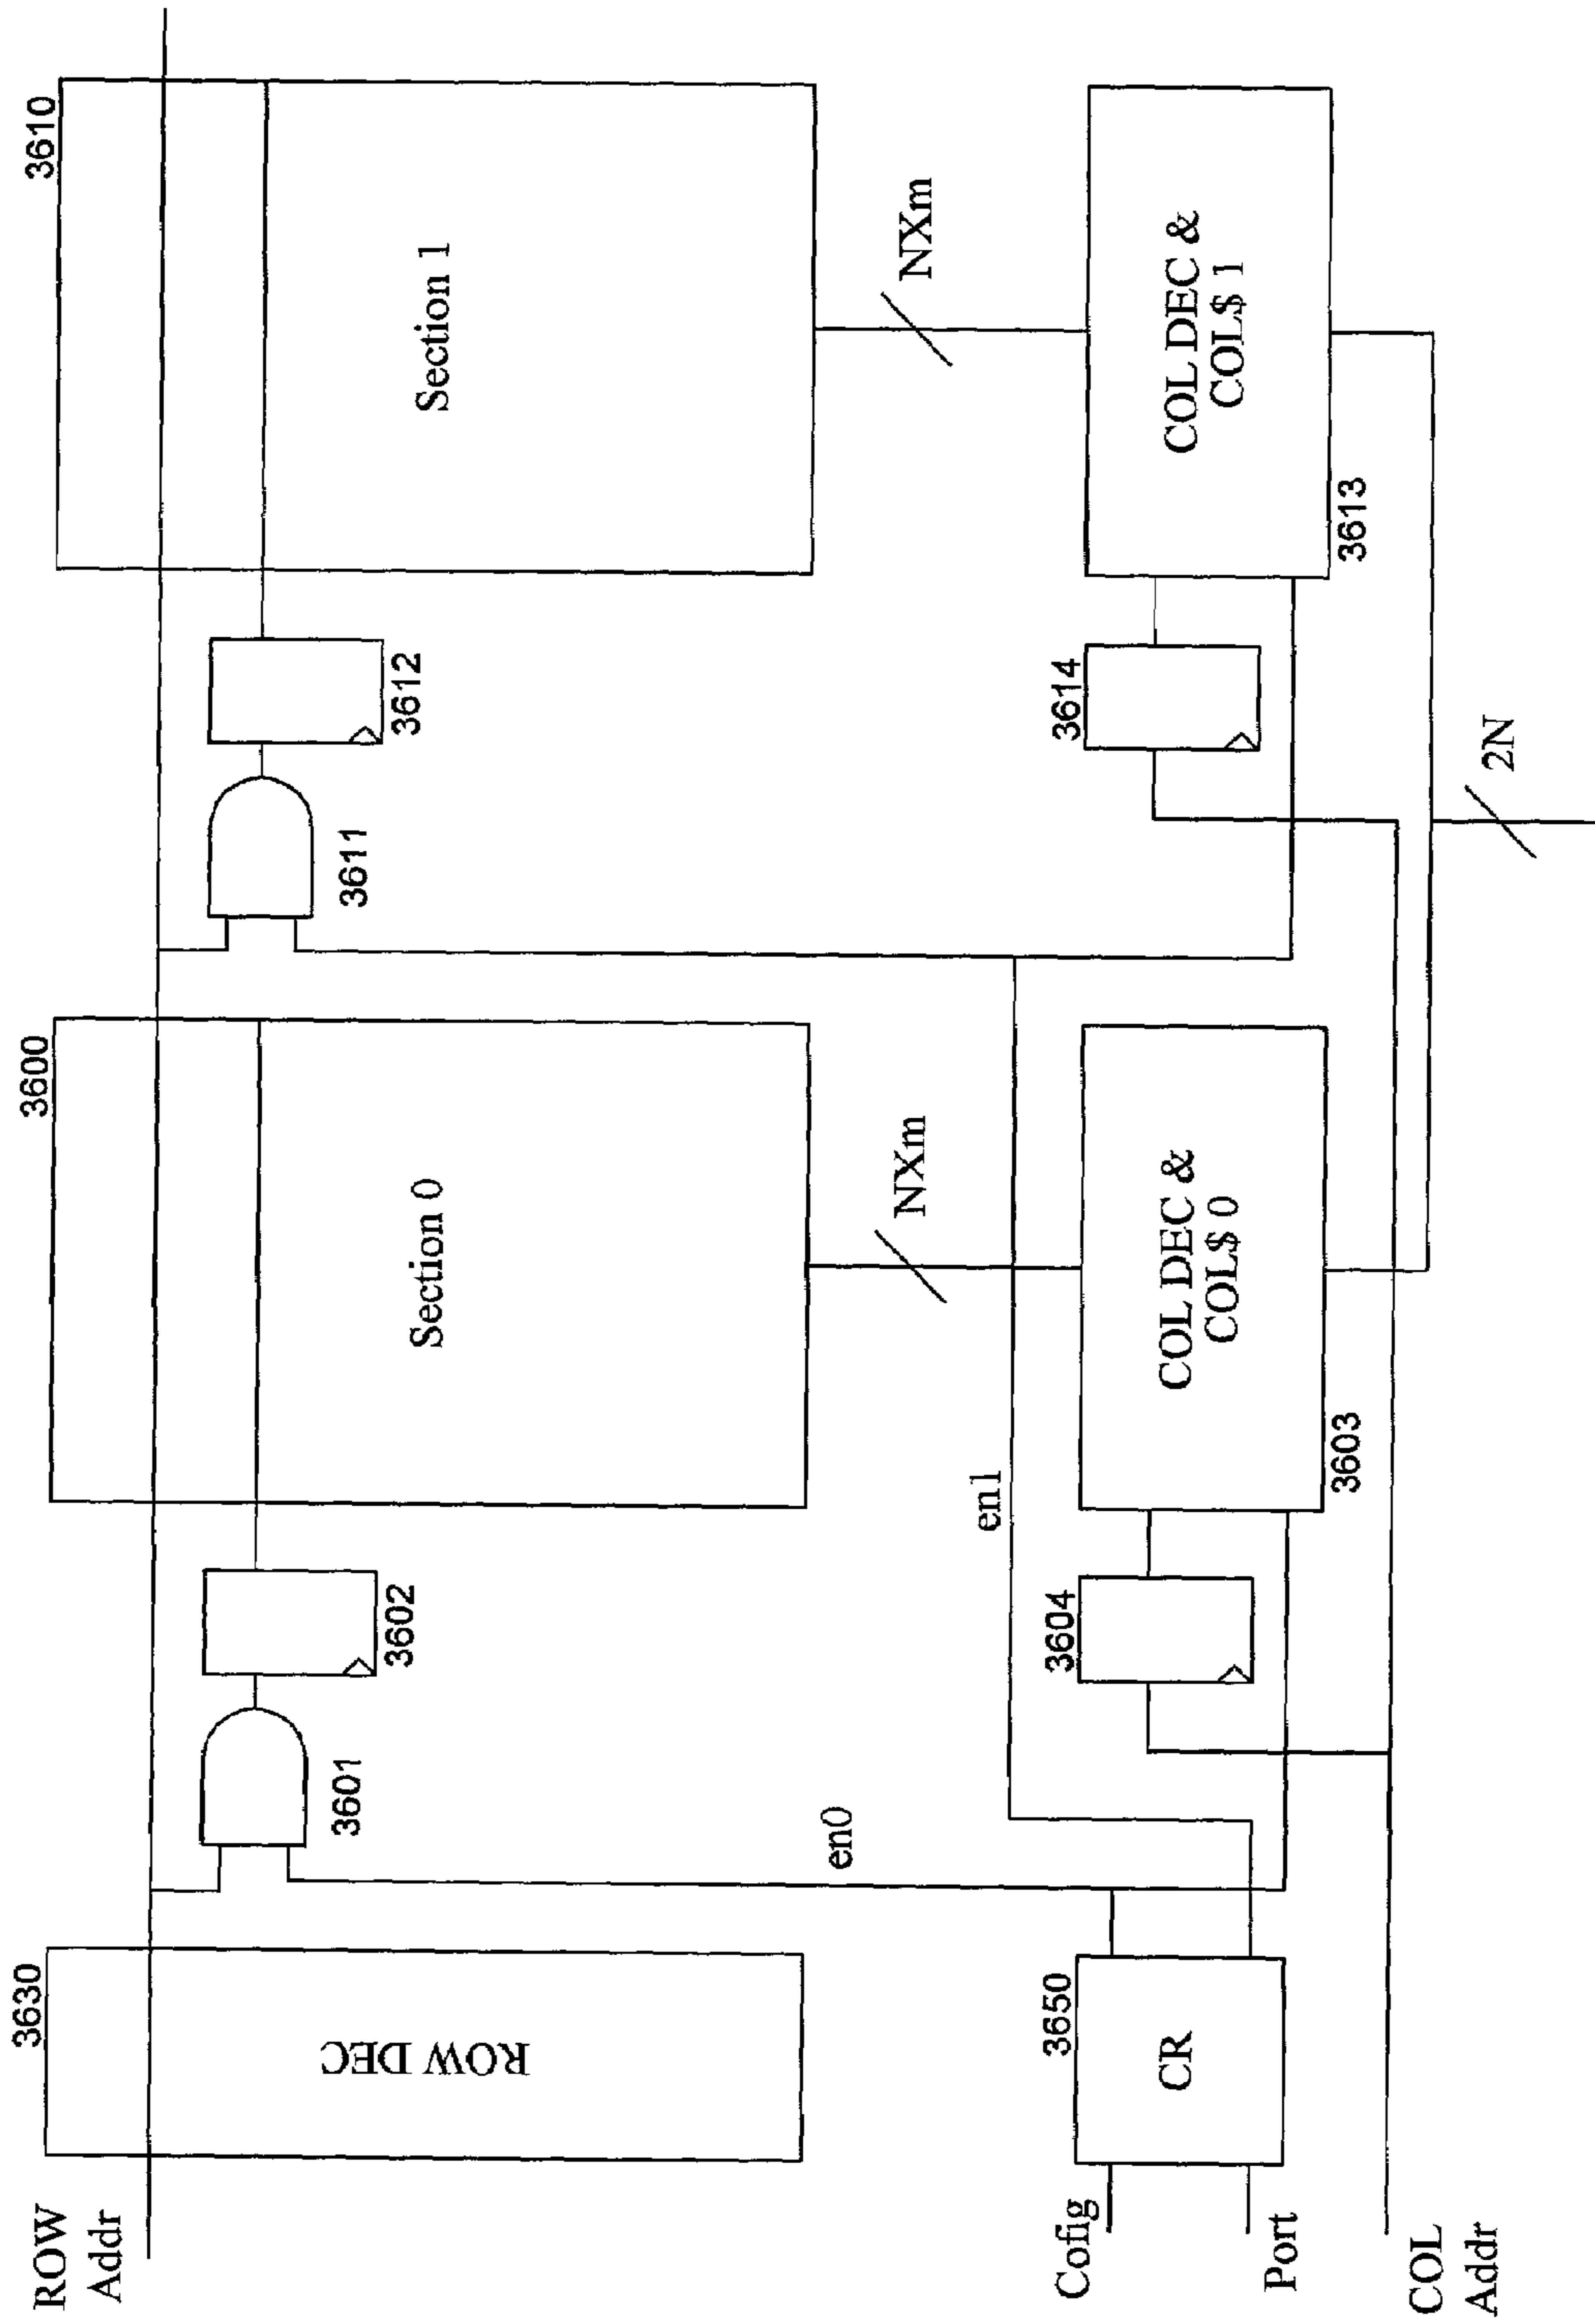 ROW
Addr
3630
ROW DEC
3601
3602
3600
Section 0
3611
3612
3610
Section 1
en0
en1
NXm
NXm
Cofig
Port
3650
CR
3604
COL DEC &
COL$ 0
3603
3614
COL DEC &
COL$ 1
3613
COL
Addr
2N